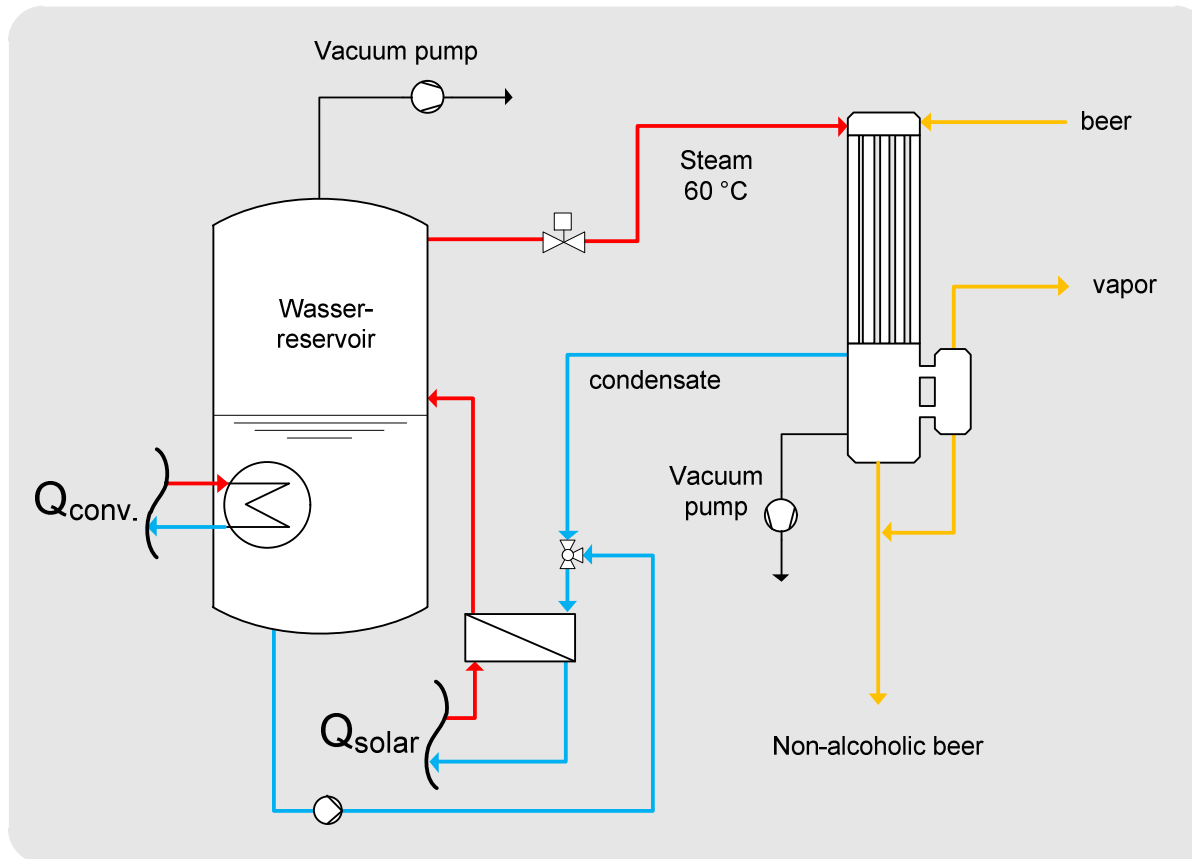 Vacuum pump
beer
Steam
60 °C
vapor
Wasser-
reservoir
condensate
Vacuum
pump
Qconv.
Qsolar
Non-alcoholic beer